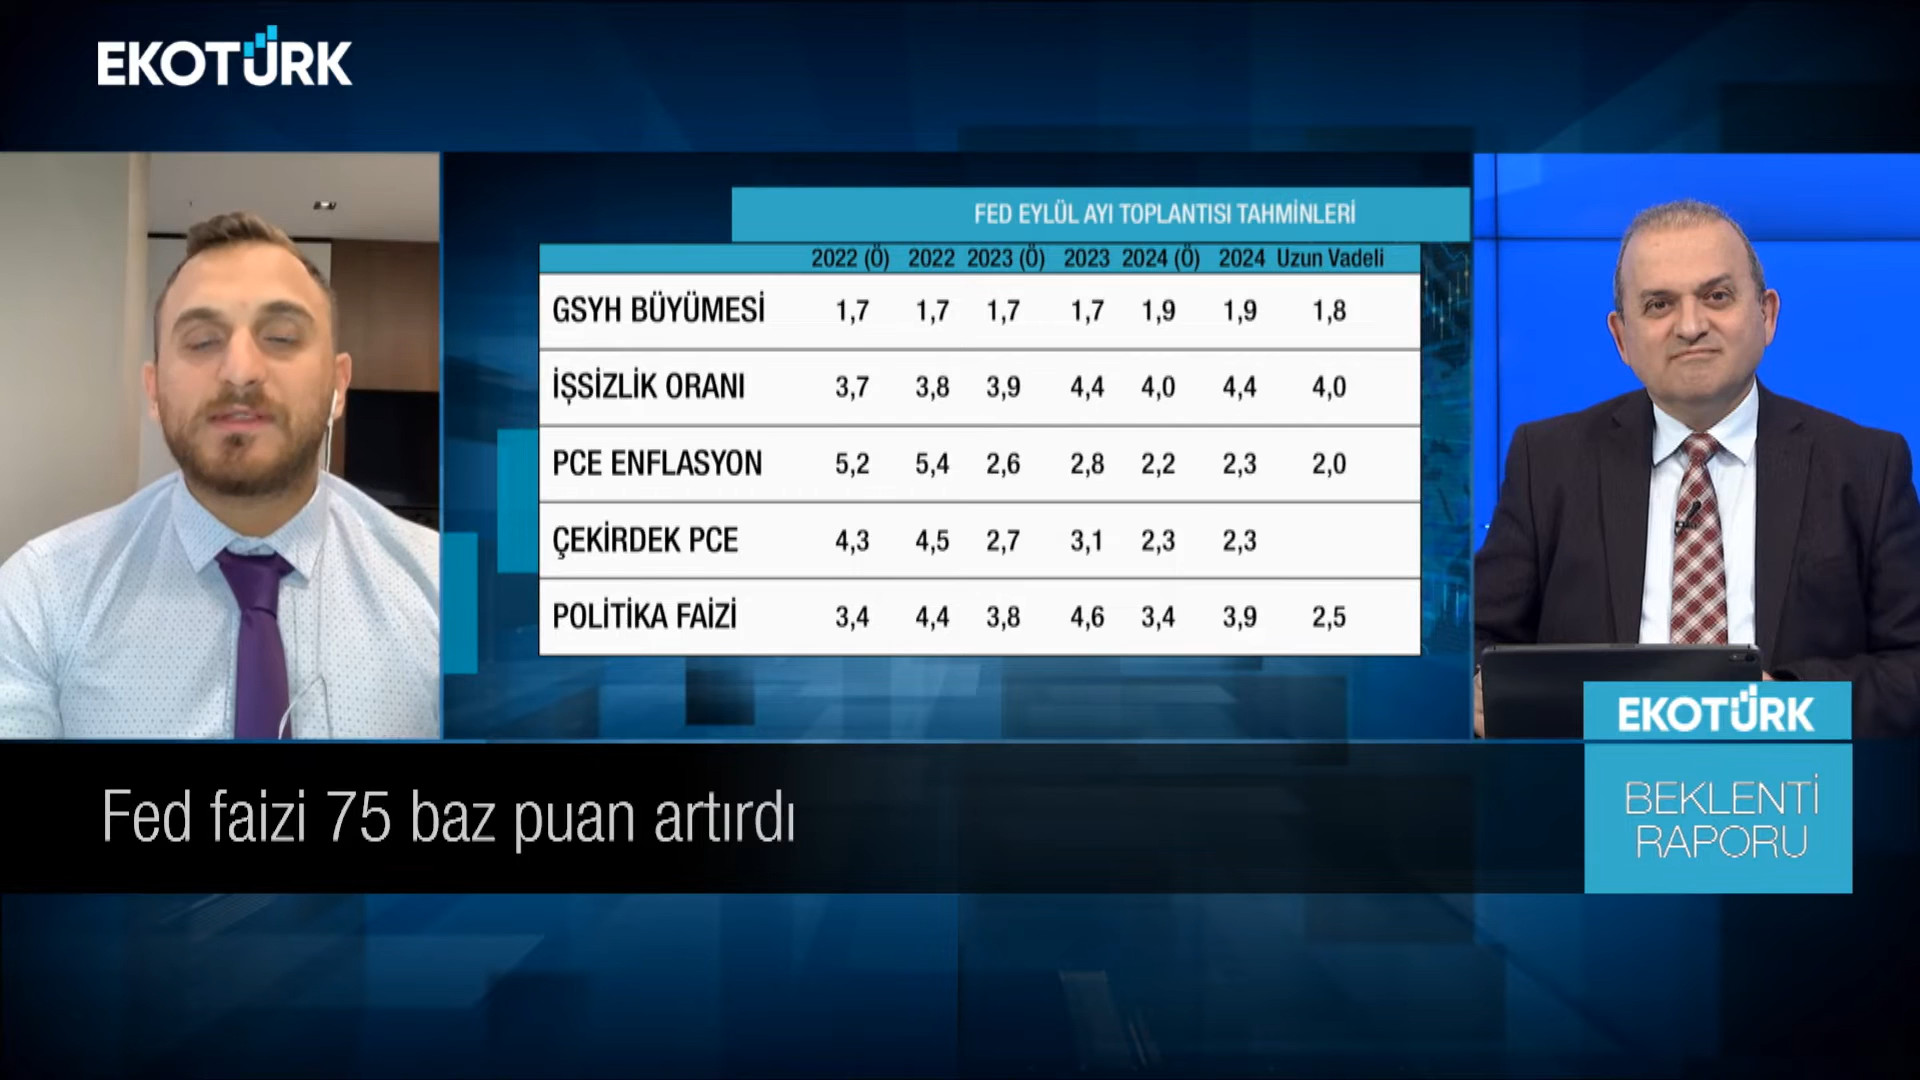 EKOTÜRK
FED EYLÜL AYI TOPLANTISI TAHMİNLERİ
2022 (Ö) 2022 2023 (Ö) 2023 2024 (Ö) 2024 Uzun Vadeli
GSYH BÜYÜMESİ 1,7 1,7 1,7 1,7 1,9 1,9 1,8
İŞSİZLİK ORANI 3,7 3,8 3,9 4,4 4,0 4,4 4,0
PCE ENFLASYON 5,2 5,4 2,6 2,8 2,2 2,3 2,0
ÇEKİRDEK PCE 4,3 4,5 2,7 3,1 2,3 2,3
POLİTİKA FAİZİ 3,4 4,4 3,8 4,6 3,4 3,9 2,5
EKOTÜRK
BEKLENTİ
RAPORU
Fed faizi 75 baz puan artırdı